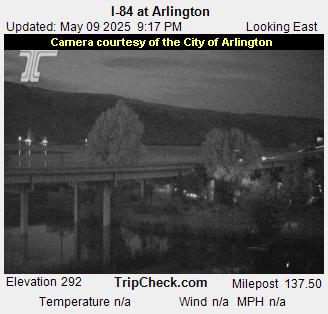 I-84 at Arlington
Updated: May 09 2025 9:17 PM Looking East
Camera courtesy of the City of Arlington
Elevation 292 TripCheck.com Milepost 137.50
Temperature n/a Wind n/a MPH n/a